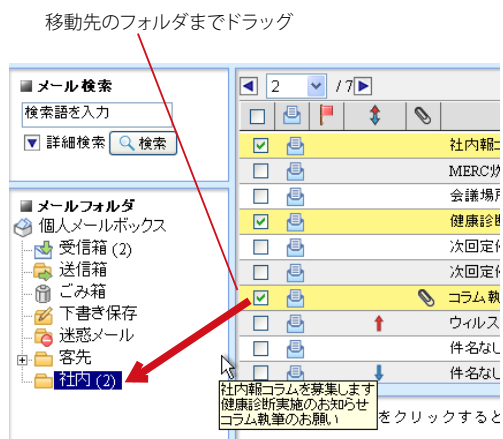 移動先のフォルダまでドラッグ
■メール検索
検索語を入力
詳細検索 検索
■メールフォルダ
個人メールボックス
受信箱 (2)
送信箱
ごみ箱
下書き保存
迷惑メール
客先
社内 (2)
2 / 7
社内報
MERC
会議場
健康診
次回定
次回定
コラム執
ウィルス
件名なし
件名なし
社内報コラムを募集します
健康診断実施のお知らせ
コラム執筆のお願い
をクリックすると